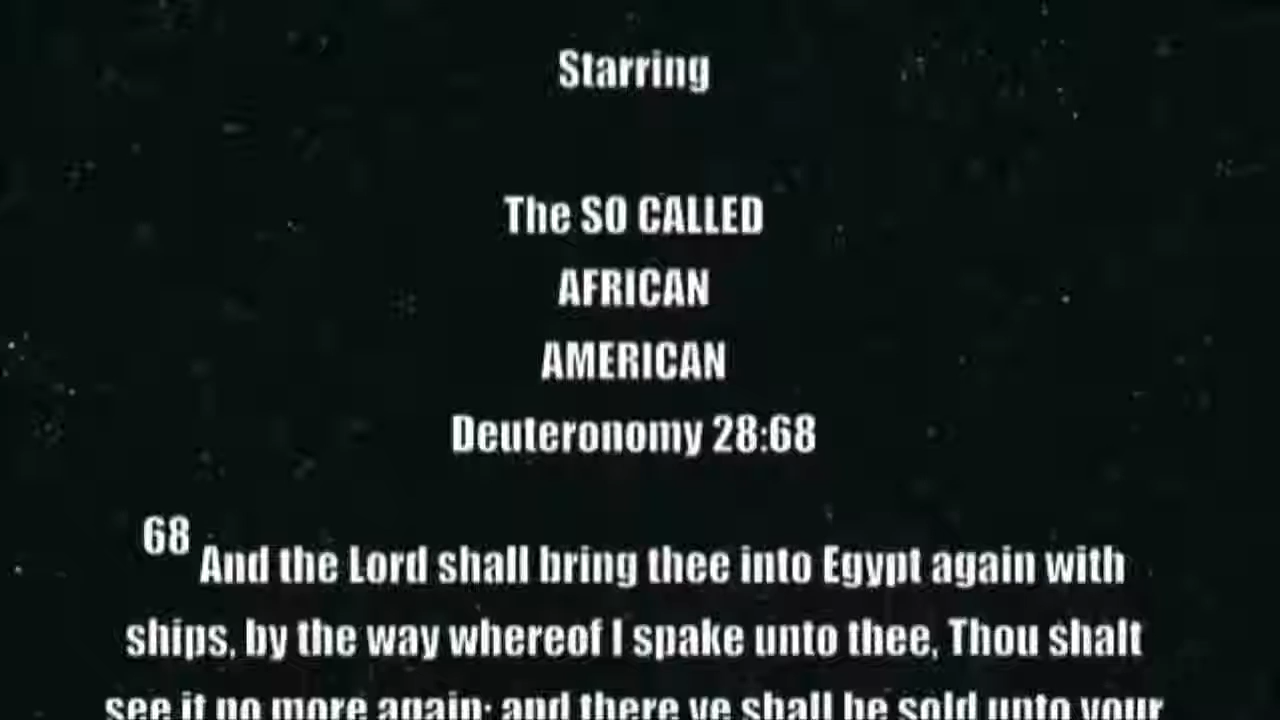 Starring
The SO CALLED
AFRICAN
AMERICAN
Deuteronomy 28:68
68 And the Lord shall bring thee into Egypt again with
ships, by the way whereof I spake unto thee, Thou shalt
see it no more again: and there ye shall be sold unto your